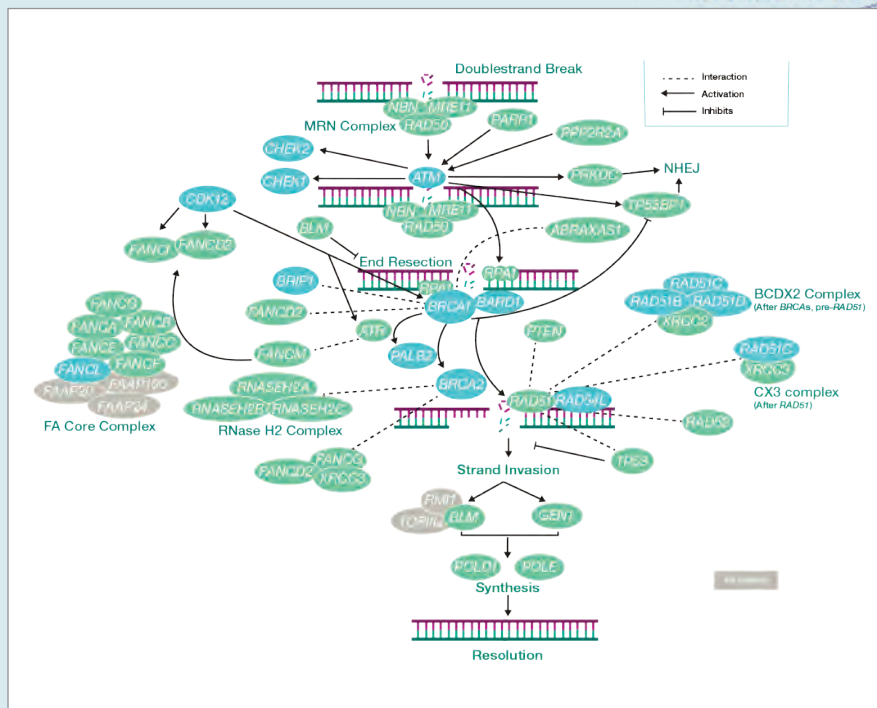 Doublestrand Break
Interaction
Activation
Inhibits
NBN
MRE11
RAD50
MRN Complex
PARP1
PPP2R2A
CHEK2
CHEK1
ATM
PRKDC
NHEJ
CDK12
TP53BP1
NBN
MRE11
RAD50
ABRAXAS1
BLM
FANCI
FANCD2
End Resection
RPA1
RPA1
BRIP1
BRCA1
BARD1
RAD51C
RAD51B
RAD51D
XRCC2
BCDX2 Complex
(After BRCAs, pre-RAD51)
FANCD2
ATR
PTEN
FANCA
FANCB
FANCE
FANCC
FANCF
FANCL
FANCM
PALB2
BRCA2
RAD51C
XRCC3
CX3 complex
(After RAD51)
FAAP20
FAAP100
FAAP24
FA Core Complex
RNASEH2A
RNASEH2B
RNASEH2C
RNase H2 Complex
RAD51
RAD54L
RAD52
FANCD2
FANCG
XRCC3
TP53
Strand Invasion
RMI1
BLM
GEN1
POLD1
POLE
Synthesis
Resolution